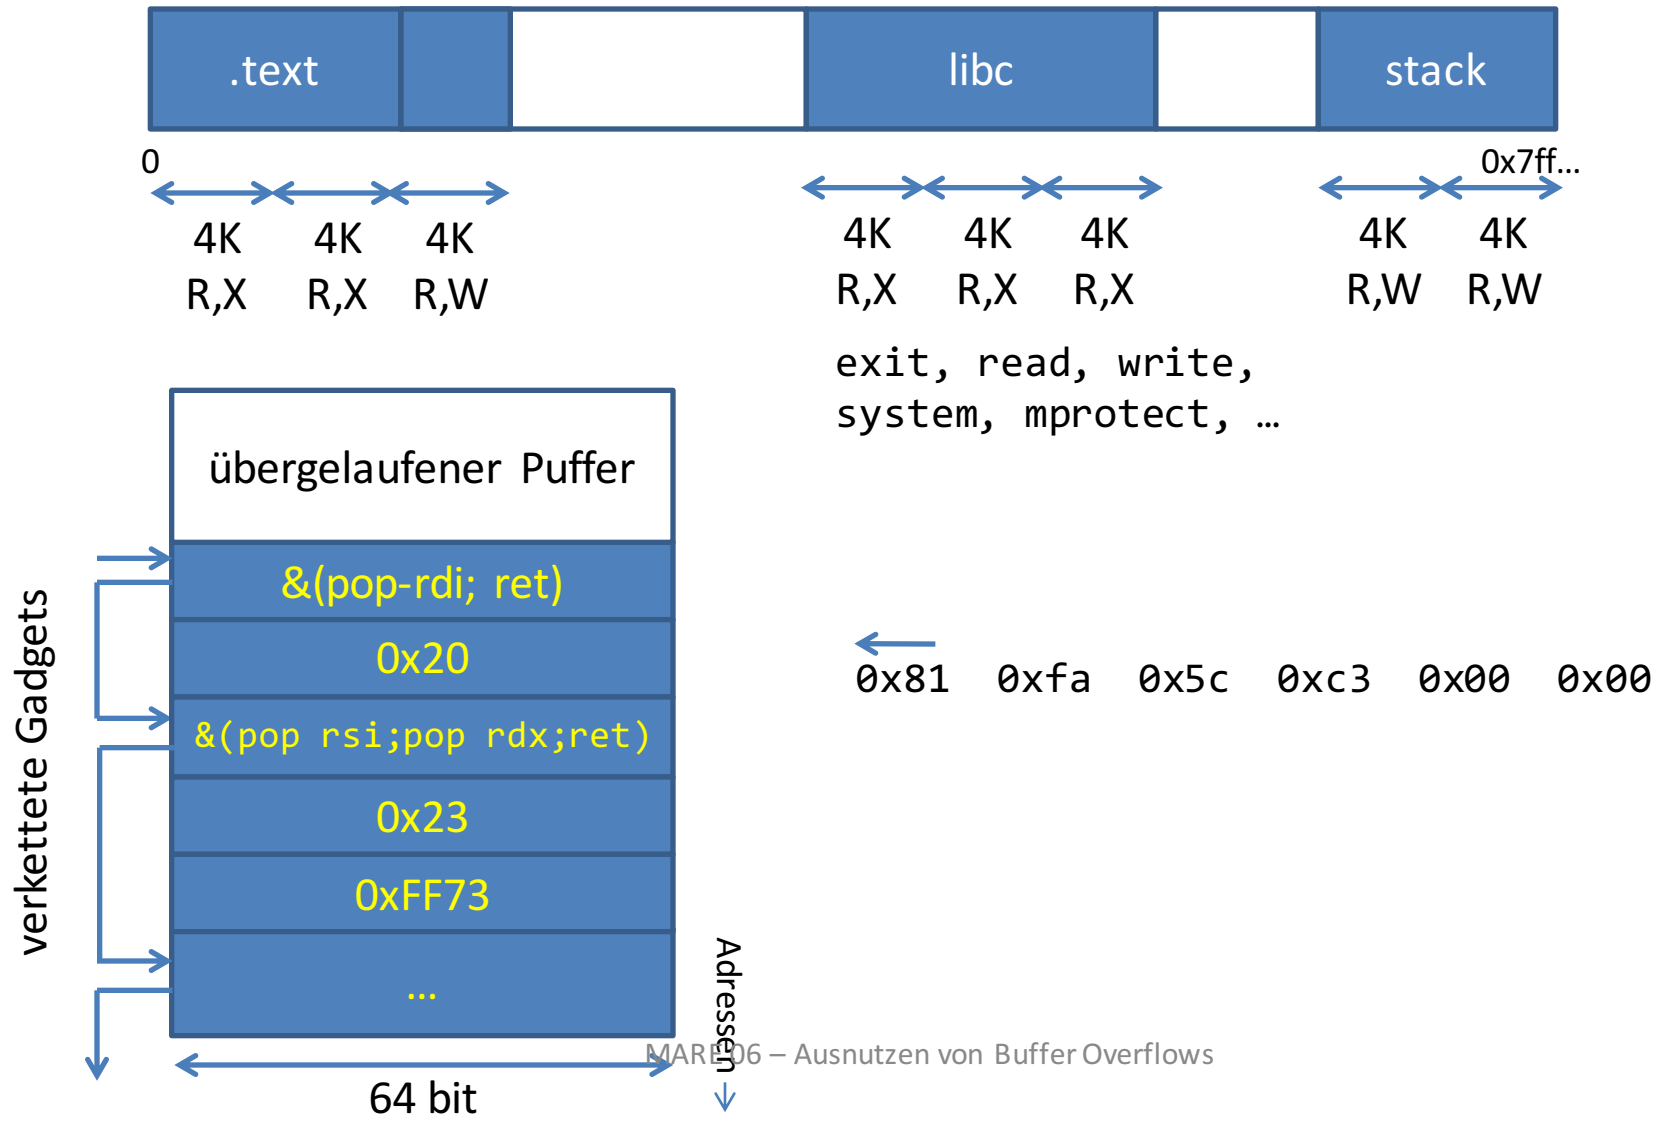 .text
libc
stack
0
0x7ff...
4K
R,X
4K
R,X
4K
R,W
4K
R,X
4K
R,X
4K
R,X
4K
R,W
4K
R,W
exit, read, write,
system, mprotect, …
übergelaufener Puffer
&(pop-rdi; ret)
0x20
&(pop rsi;pop rdx;ret)
0x23
0xFF73
...
verkettete Gadgets
0x81 0xfa 0x5c 0xc3 0x00 0x00
Adressen
MARE 06 – Ausnutzen von Buffer Overflows
64 bit